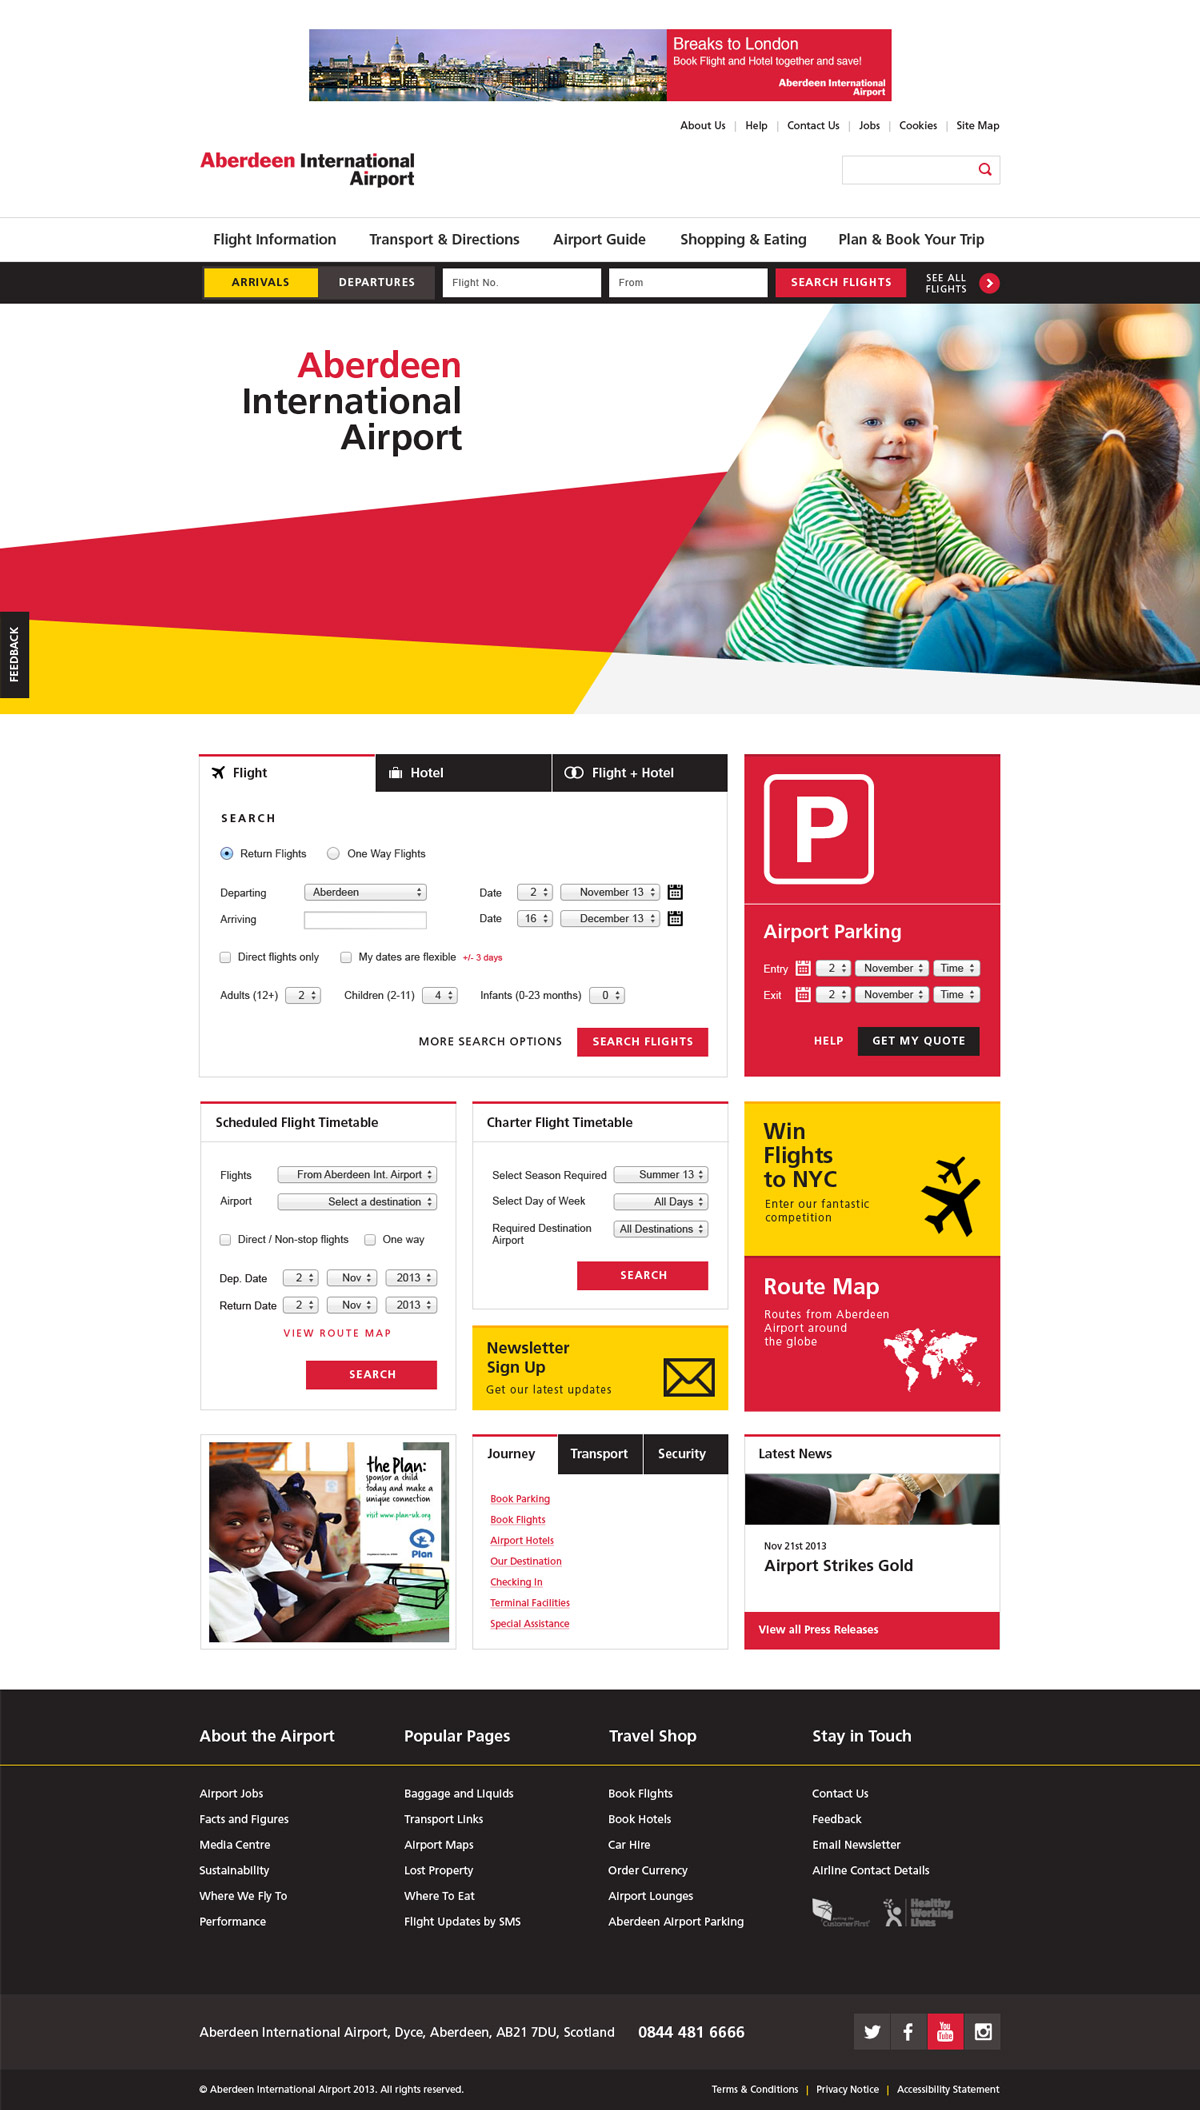 Breaks to London
Book Flight and Hotel together and save!
Aberdeen International
Airport
About Us | Help | Contact Us | Jobs | Cookies | Site Map
Aberdeen International
Airport
Flight Information
Transport & Directions
Airport Guide
Shopping & Eating
Plan & Book Your Trip
ARRIVALS
DEPARTURES
Flight No.
From
SEARCH FLIGHTS
SEE ALL
FLIGHTS
Aberdeen
International
Airport
FEEDBACK
Flight
Hotel
Flight + Hotel
SEARCH
Return Flights
One Way Flights
Departing
Aberdeen
Date
2
November 13
Arriving
Date
16
December 13
Direct flights only
My dates are flexible +/- 3 days
Adults (12+)
2
Children (2-11)
4
Infants (0-23 months)
0
MORE SEARCH OPTIONS
SEARCH FLIGHTS
P
Airport Parking
Entry
2
November
Time
Exit
2
November
Time
HELP
GET MY QUOTE
Scheduled Flight Timetable
Flights
From Aberdeen Int. Airport
Airport
Select a destination
Direct / Non-stop flights
One way
Dep. Date
2
Nov
2013
Return Date
2
Nov
2013
VIEW ROUTE MAP
SEARCH
Charter Flight Timetable
Select Season Required
Summer 13
Select Day of Week
All Days
Required Destination
Airport
All Destinations
SEARCH
Newsletter
Sign Up
Get our latest updates
Win
Flights
to NYC
Enter our fantastic
competition
Route Map
Routes from Aberdeen
Airport around
the globe
the Plan:
sponsor a child
today and make a
unique connection
visit www.plan-uk.org
Plan
Journey
Transport
Security
Book Parking
Book Flights
Airport Hotels
Our Destination
Checking In
Terminal Facilities
Special Assistance
Latest News
Nov 21st 2013
Airport Strikes Gold
View all Press Releases
About the Airport
Airport Jobs
Facts and Figures
Media Centre
Sustainability
Where We Fly To
Performance
Popular Pages
Baggage and Liquids
Transport Links
Airport Maps
Lost Property
Where To Eat
Flight Updates by SMS
Travel Shop
Book Flights
Book Hotels
Car Hire
Order Currency
Airport Lounges
Aberdeen Airport Parking
Stay in Touch
Contact Us
Feedback
Email Newsletter
Airline Contact Details
putting the
Customer First
Healthy
Working
Lives
Aberdeen International Airport, Dyce, Aberdeen, AB21 7DU, Scotland
0844 481 6666
You
Tube
© Aberdeen International Airport 2013. All rights reserved.
Terms & Conditions | Privacy Notice | Accessibility Statement